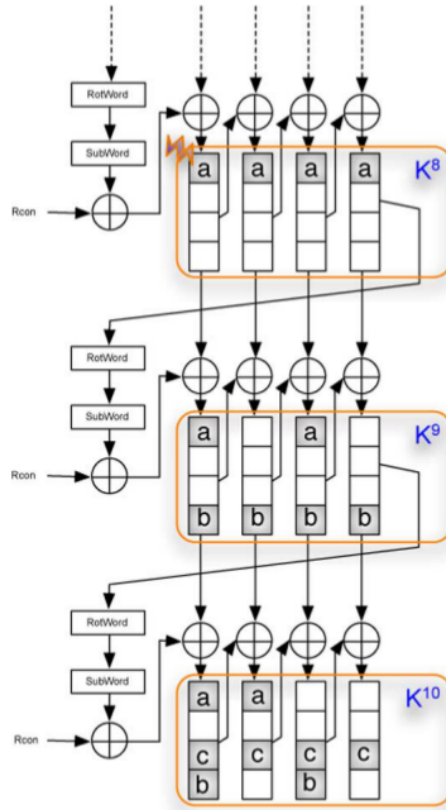 RotWord
SubWord
Rcon
a a a a
K8
RotWord
SubWord
Rcon
a a
K9
b b b b
RotWord
SubWord
Rcon
a a
K10
c c c c
b b